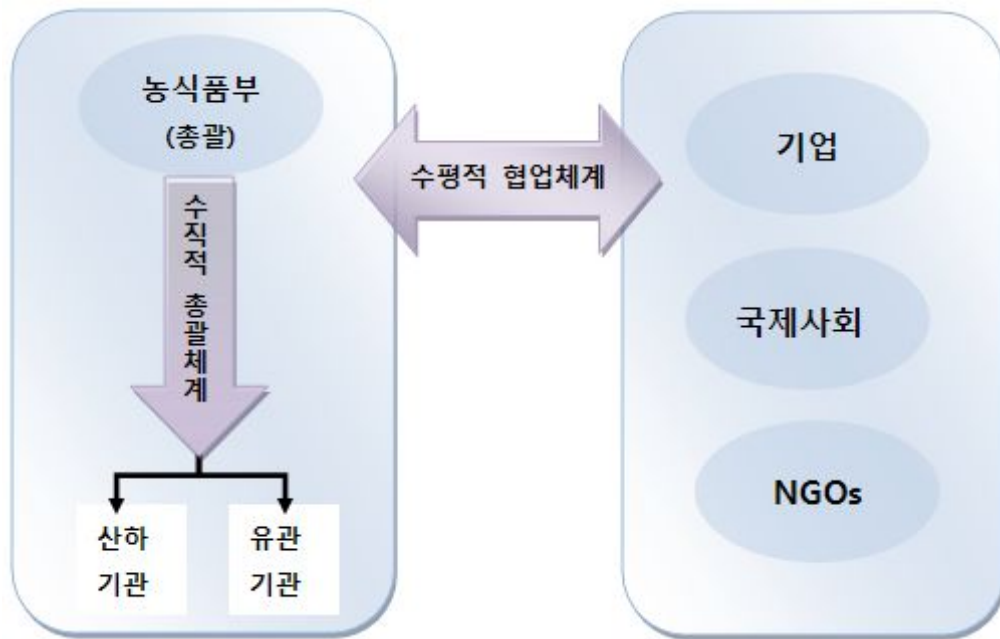 농식품부
(총괄)
수직적 총괄체계
산하
기관
유관
기관
수평적 협업체계
기업
국제사회
NGOs